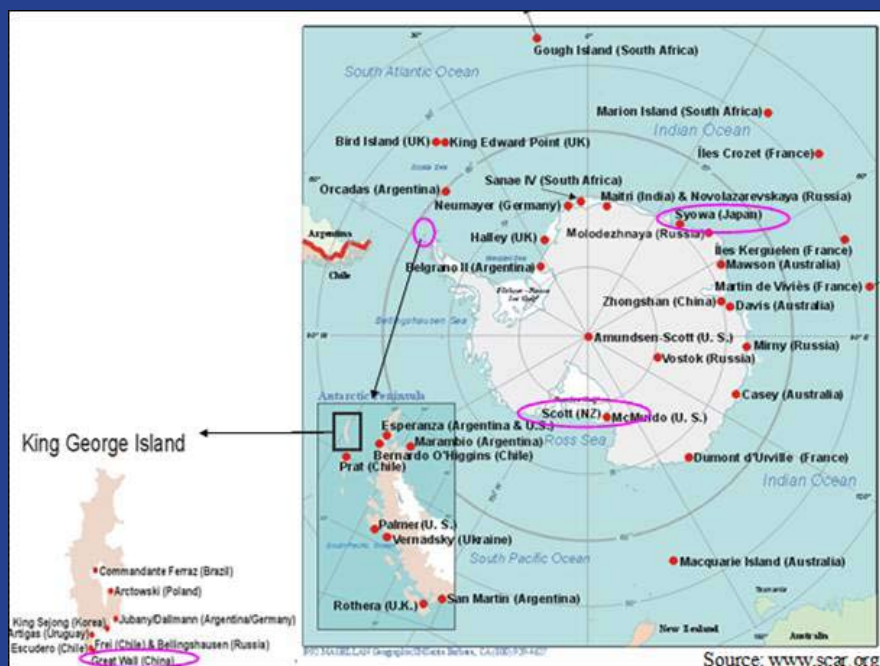 Gough Island (South Africa)
South Atlantic Ocean
Marion Island (South Africa)
Indian Ocean
Bird Island (UK)
King Edward Point (UK)
Îles Crozet (France)
Sanae IV (South Africa)
Orcadas (Argentina)
Maitri (India) & Novolazarevskaya (Russia)
Neumayer (Germany)
Syowa (Japan)
Argentina
Halley (UK)
Molodezhnaya (Russia)
Îles Kerguelen (France)
Chile
Belgrano II (Argentina)
Mawson (Australia)
Martin de Viviès (France)
Zhongshan (China)
Davis (Australia)
Bellingshausen Sea
Amundsen-Scott (U. S.)
Mirny (Russia)
Vostok (Russia)
Antarctic Peninsula
Casey (Australia)
Scott (NZ)
McMurdo (U. S.)
Ross Sea
King George Island
Esperanza (Argentina & U.S.)
Marambio (Argentina)
Bernardo O'Higgins (Chile)
Prat (Chile)
Dumont d'Urville (France)
Indian Ocean
Palmer (U. S.)
Vernadsky (Ukraine)
South Pacific Ocean
Macquarie Island (Australia)
Commandante Ferraz (Brazil)
Arctowski (Poland)
Rothera (U.K.)
San Martin (Argentina)
Tasmania
Jubany/Dallmann (Argentina/Germany)
King Sejong (Korea)
Artigas (Uruguay)
New Zealand
Australia
Frei (Chile) & Bellingshausen (Russia)
Escudero (Chile)
Great Wall (China)
Source: www.scar.org